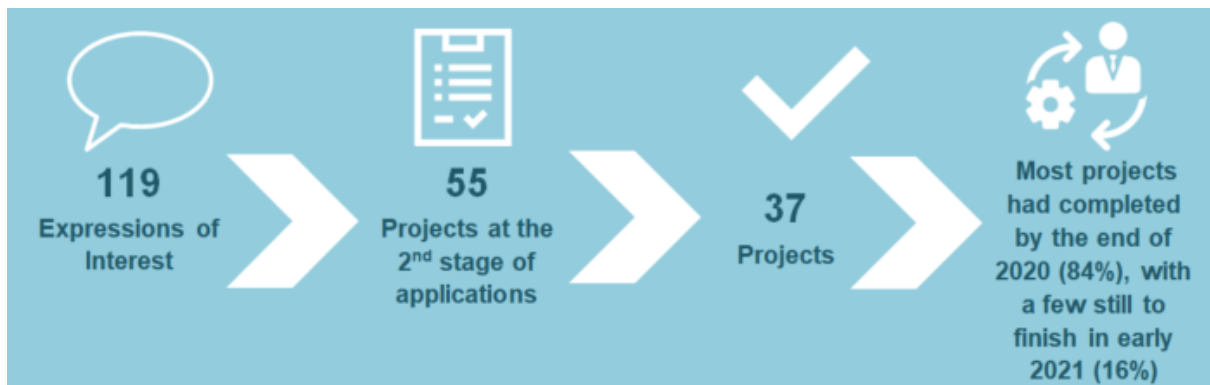 119
Expressions of
Interest
55
Projects at the
2nd stage of
applications
37
Projects
Most projects
had completed
by the end of
2020 (84%), with
a few still to
finish in early
2021 (16%)